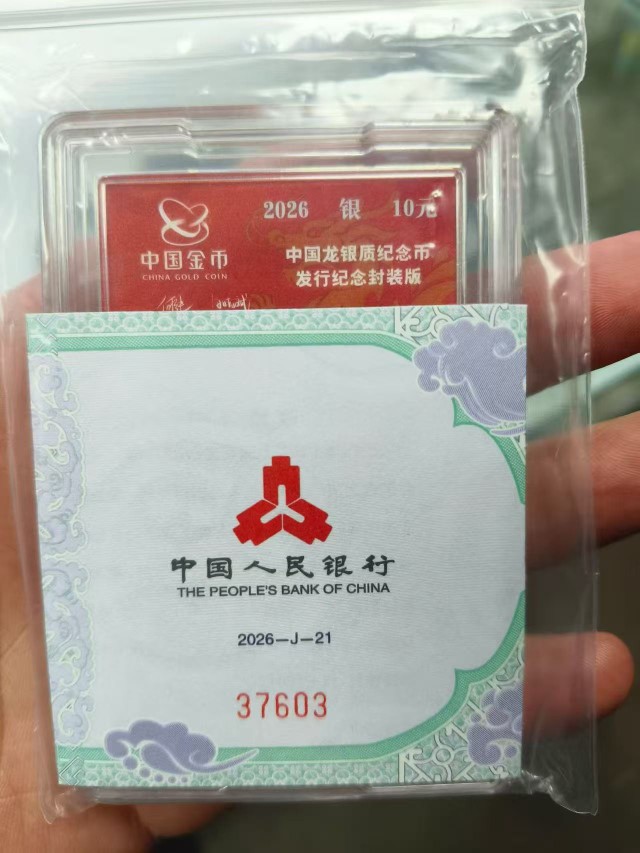 2026 银 10元
中国金币
CHINA GOLD COIN
中国龙银质纪念币
发行纪念封装版
中国人民银行
THE PEOPLE'S BANK OF CHINA
2026-J-21
37603